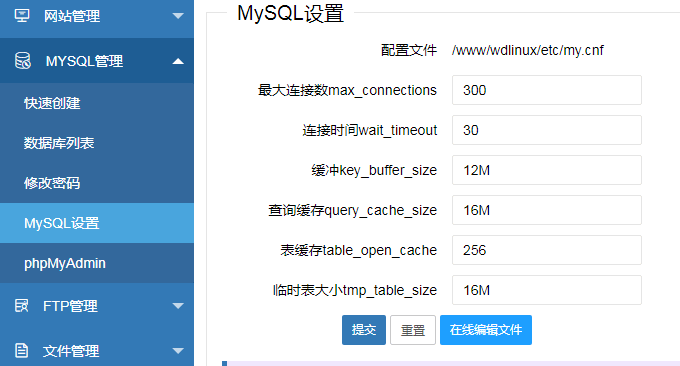 网站管理
MYSQL管理
快速创建
数据库列表
修改密码
MySQL设置
phpMyAdmin
FTP管理
文件管理
MySQL设置
配置文件 /www/wdlinux/etc/my.cnf
最大连接数max_connections 300
连接时间wait_timeout 30
缓冲key_buffer_size 12M
查询缓存query_cache_size 16M
表缓存table_open_cache 256
临时表大小tmp_table_size 16M
提交 重置 在线编辑文件